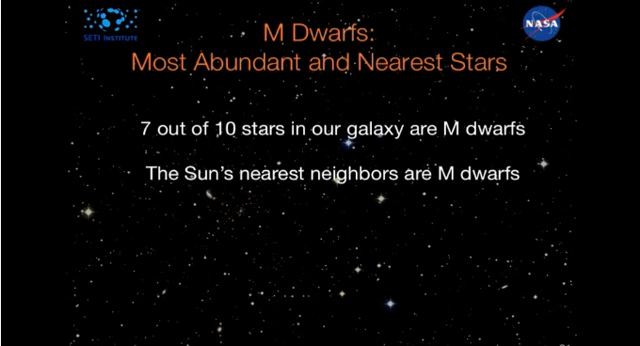 SETI INSTITUTE
NASA
M Dwarfs:
Most Abundant and Nearest Stars
7 out of 10 stars in our galaxy are M dwarfs
The Sun's nearest neighbors are M dwarfs